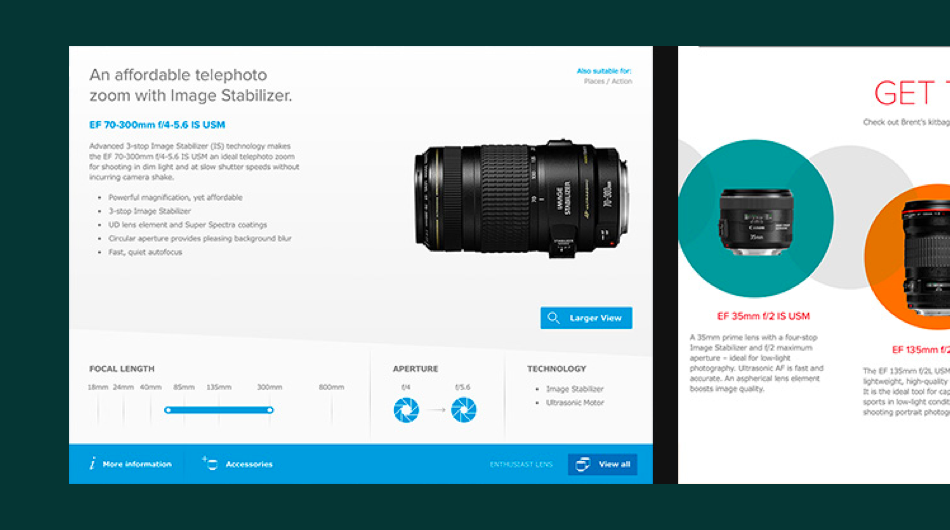 An affordable telephoto
zoom with Image Stabilizer.
Also suitable for:
Places / Action
EF 70-300mm f/4-5.6 IS USM
Advanced 3-stop Image Stabilizer (IS) technology makes
the EF 70-300mm f/4-5.6 IS USM an ideal telephoto zoom
for shooting in dim light and at slow shutter speeds without
incurring camera shake.
• Powerful magnification, yet affordable
• 3-stop Image Stabilizer
• UD lens element and Super Spectra coatings
• Circular aperture provides pleasing background blur
• Fast, quiet autofocus
IMAGE
STABILIZER
Larger View
FOCAL LENGTH
18mm 24mm 40mm 85mm 135mm 300mm 800mm
APERTURE
f/4 f/5.6
TECHNOLOGY
• Image Stabilizer
• Ultrasonic Motor
i More information
Accessories
ENTHUSIAST LENS
View all
GET
Check out Brent's kitbag
Canon
35mm
EF 35mm f/2 IS USM
A 35mm prime lens with a four-stop
Image Stabilizer and f/2 maximum
aperture – ideal for low-light
photography. Ultrasonic AF is fast and
accurate. An aspherical lens element
boosts image quality.
EF 135mm f/2
The EF 135mm f/2L USM
lightweight, high-quality
It is the ideal tool for cap
sports in low-light condit
shooting portrait photog